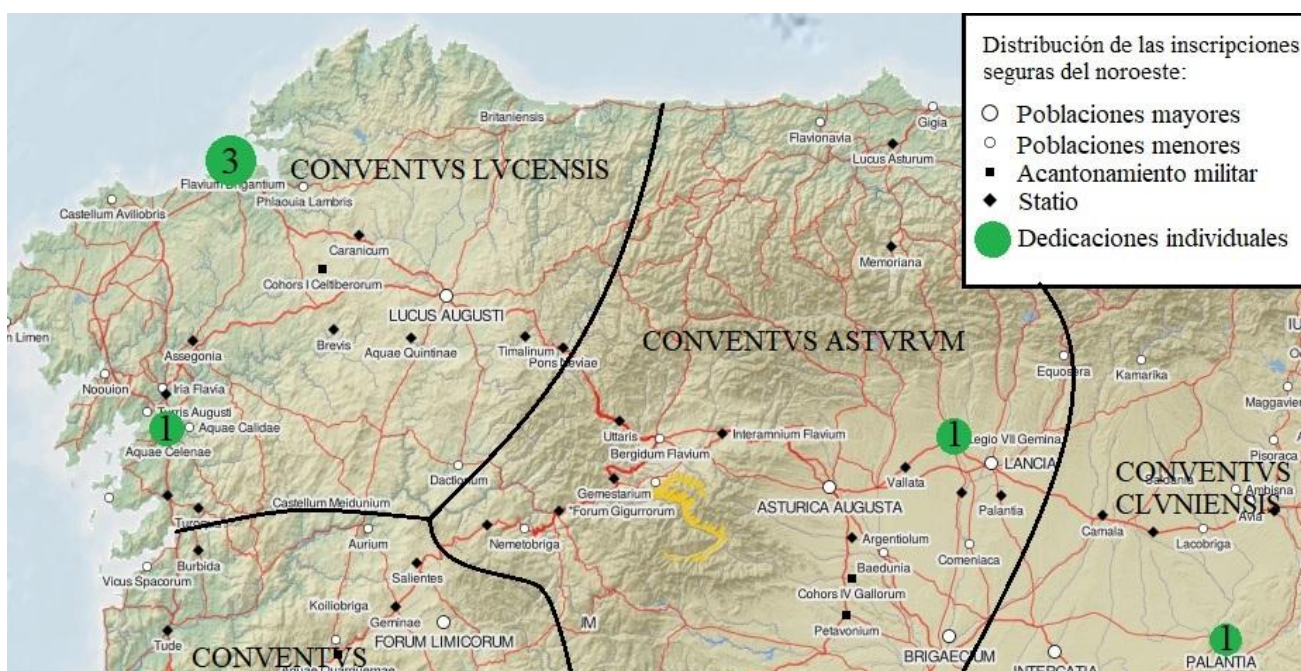 Distribución de las inscripciones
seguras del noroeste:
Poblaciones mayores
Poblaciones menores
Acantonamiento militar
Statio
Dedicaciones individuales
Britaniensis
Flavionavia
Gigia
Lucus Asturum
3
CONVENTVS LVCENSIS
Flavium Brigantium
Phlaouia Lambris
Castellum Aviliobris
Caranicum
Memoriana
Cohors I Celtiberorum
LUCUS AUGUSTI
CONVENTVS ASTVRVM
Brevis
Aquae Quintinae
Timalinum
Pons Neviae
Assegonia
Equosera
Kamarika
Noouion
Iria Flavia
Turris Augusti
Aquae Calidae
1
Aquae Celenae
Uttaris
Interamnium Flavium
Bergidum Flavium
1
Legio VII Gemina
LANCIA
Vallata
Dactionum
Gemestarium
*Forum Gigurrorum
ASTURICA AUGUSTA
Palantia
CONVENTVS
CLVNIENSIS
Castellum Meidunium
Aurium
Nemetobriga
Argentiolum
Baedunia
Comeniaca
Camala
Lacobriga
Burbida
Vicus Spacorum
Salientes
Cohors IV Gallorum
Koiliobriga
Geminae
Petavonium
Tude
FORUM LIMICORUM
BRIGAECIUM
1
PALANTIA
CONVENTVS
INTERCATIA